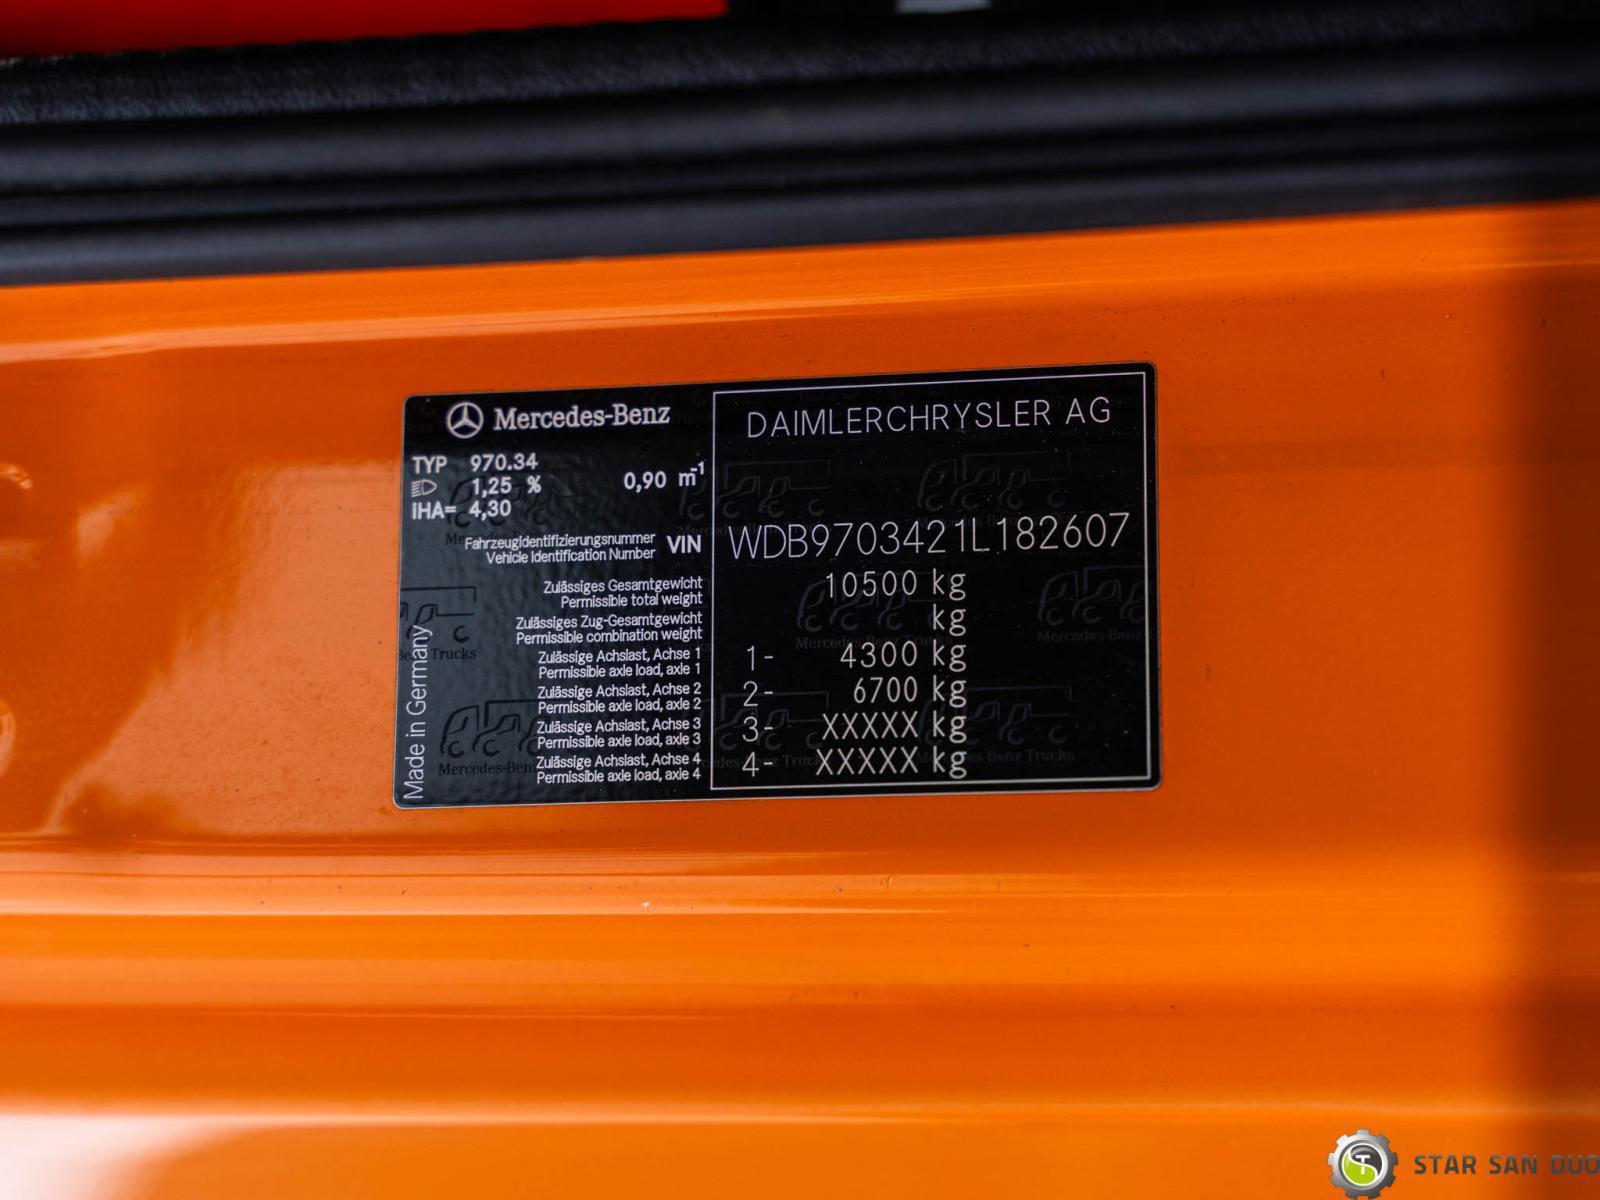 Mercedes-Benz
TYP 970.34
1,25 % 0,90 m-1
iHA= 4,30
Fahrzeugidentifizierungsnummer
Vehicle Identification Number
VIN
Zulässiges Gesamtgewicht
Permissible total weight
Zulässiges Zug-Gesamtgewicht
Permissible combination weight
Zulässige Achslast, Achse 1
Permissible axle load, axle 1
Zulässige Achslast, Achse 2
Permissible axle load, axle 2
Zulässige Achslast, Achse 3
Permissible axle load, axle 3
Zulässige Achslast, Achse 4
Permissible axle load, axle 4
Made in Germany
DAIMLERCHRYSLER AG
WDB9703421L182607
10500 kg
kg
1- 4300 kg
2- 6700 kg
3- XXXXX kg
4- XXXXX kg
Mercedes-Benz Trucks
STAR SAN DUO